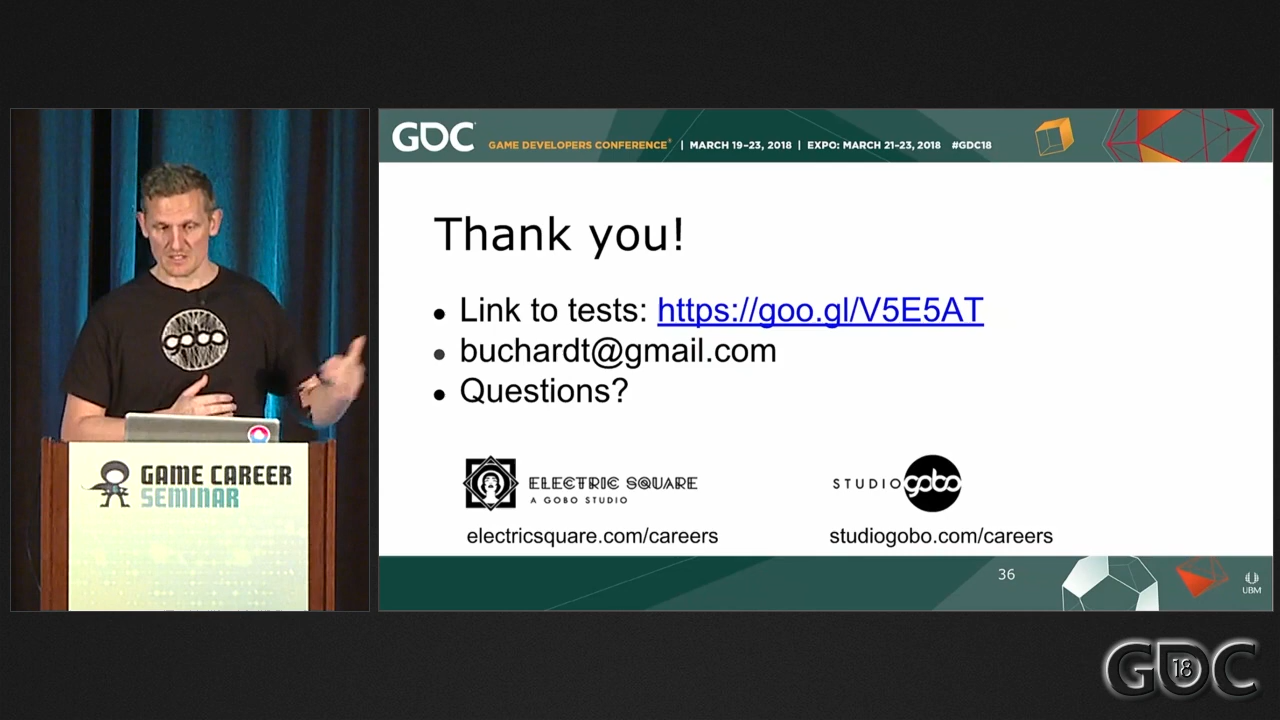 GDC
GAME DEVELOPERS CONFERENCE® | MARCH 19–23, 2018 | EXPO: MARCH 21–23, 2018 #GDC18
Thank you!
• Link to tests: https://goo.gl/V5E5AT
• buchardt@gmail.com
• Questions?
ELECTRIC SQUARE
A GOBO STUDIO
electricsquare.com/careers
STUDIO gobo
studiogobo.com/careers
36
UBM
gobo
GAME CAREER
SEMINAR
GDC
18